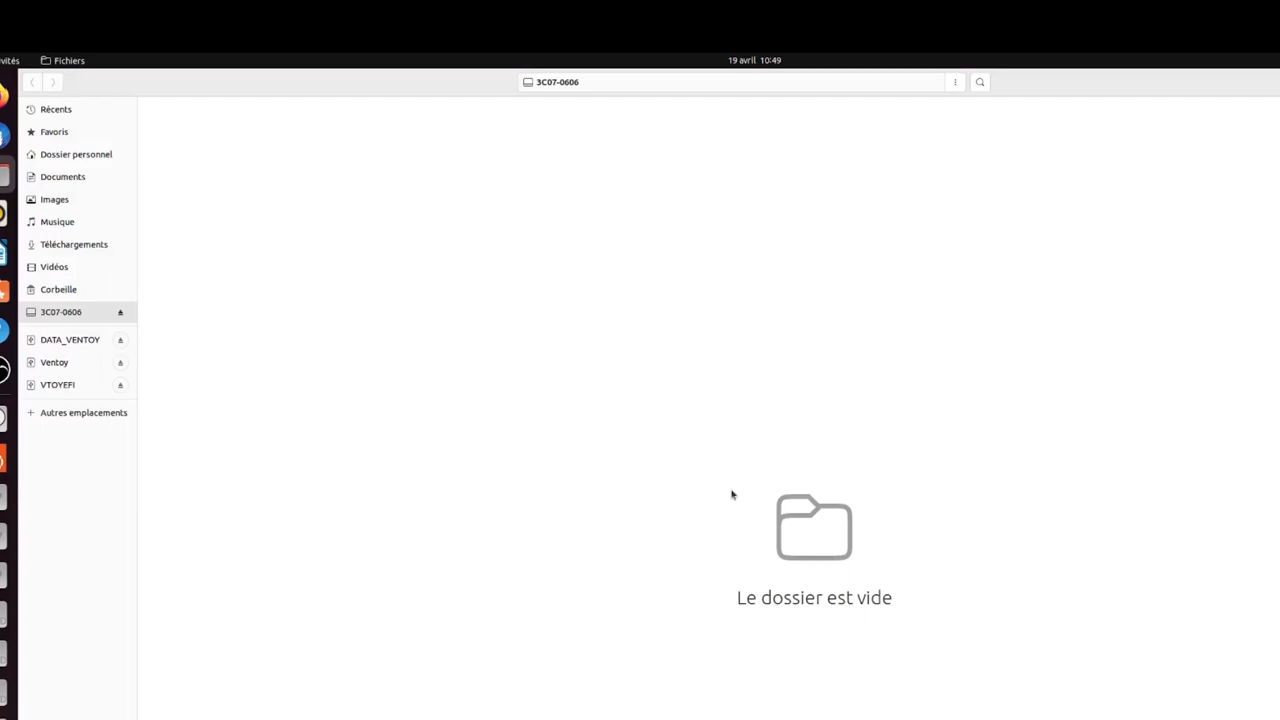 vités
Fichiers
19 avril 10:49
3C07-0606
Récents
Favoris
Dossier personnel
Documents
Images
Musique
Téléchargements
Vidéos
Corbeille
3C07-0606
DATA_VENTOY
Ventoy
VTOYEFI
+ Autres emplacements
Le dossier est vide